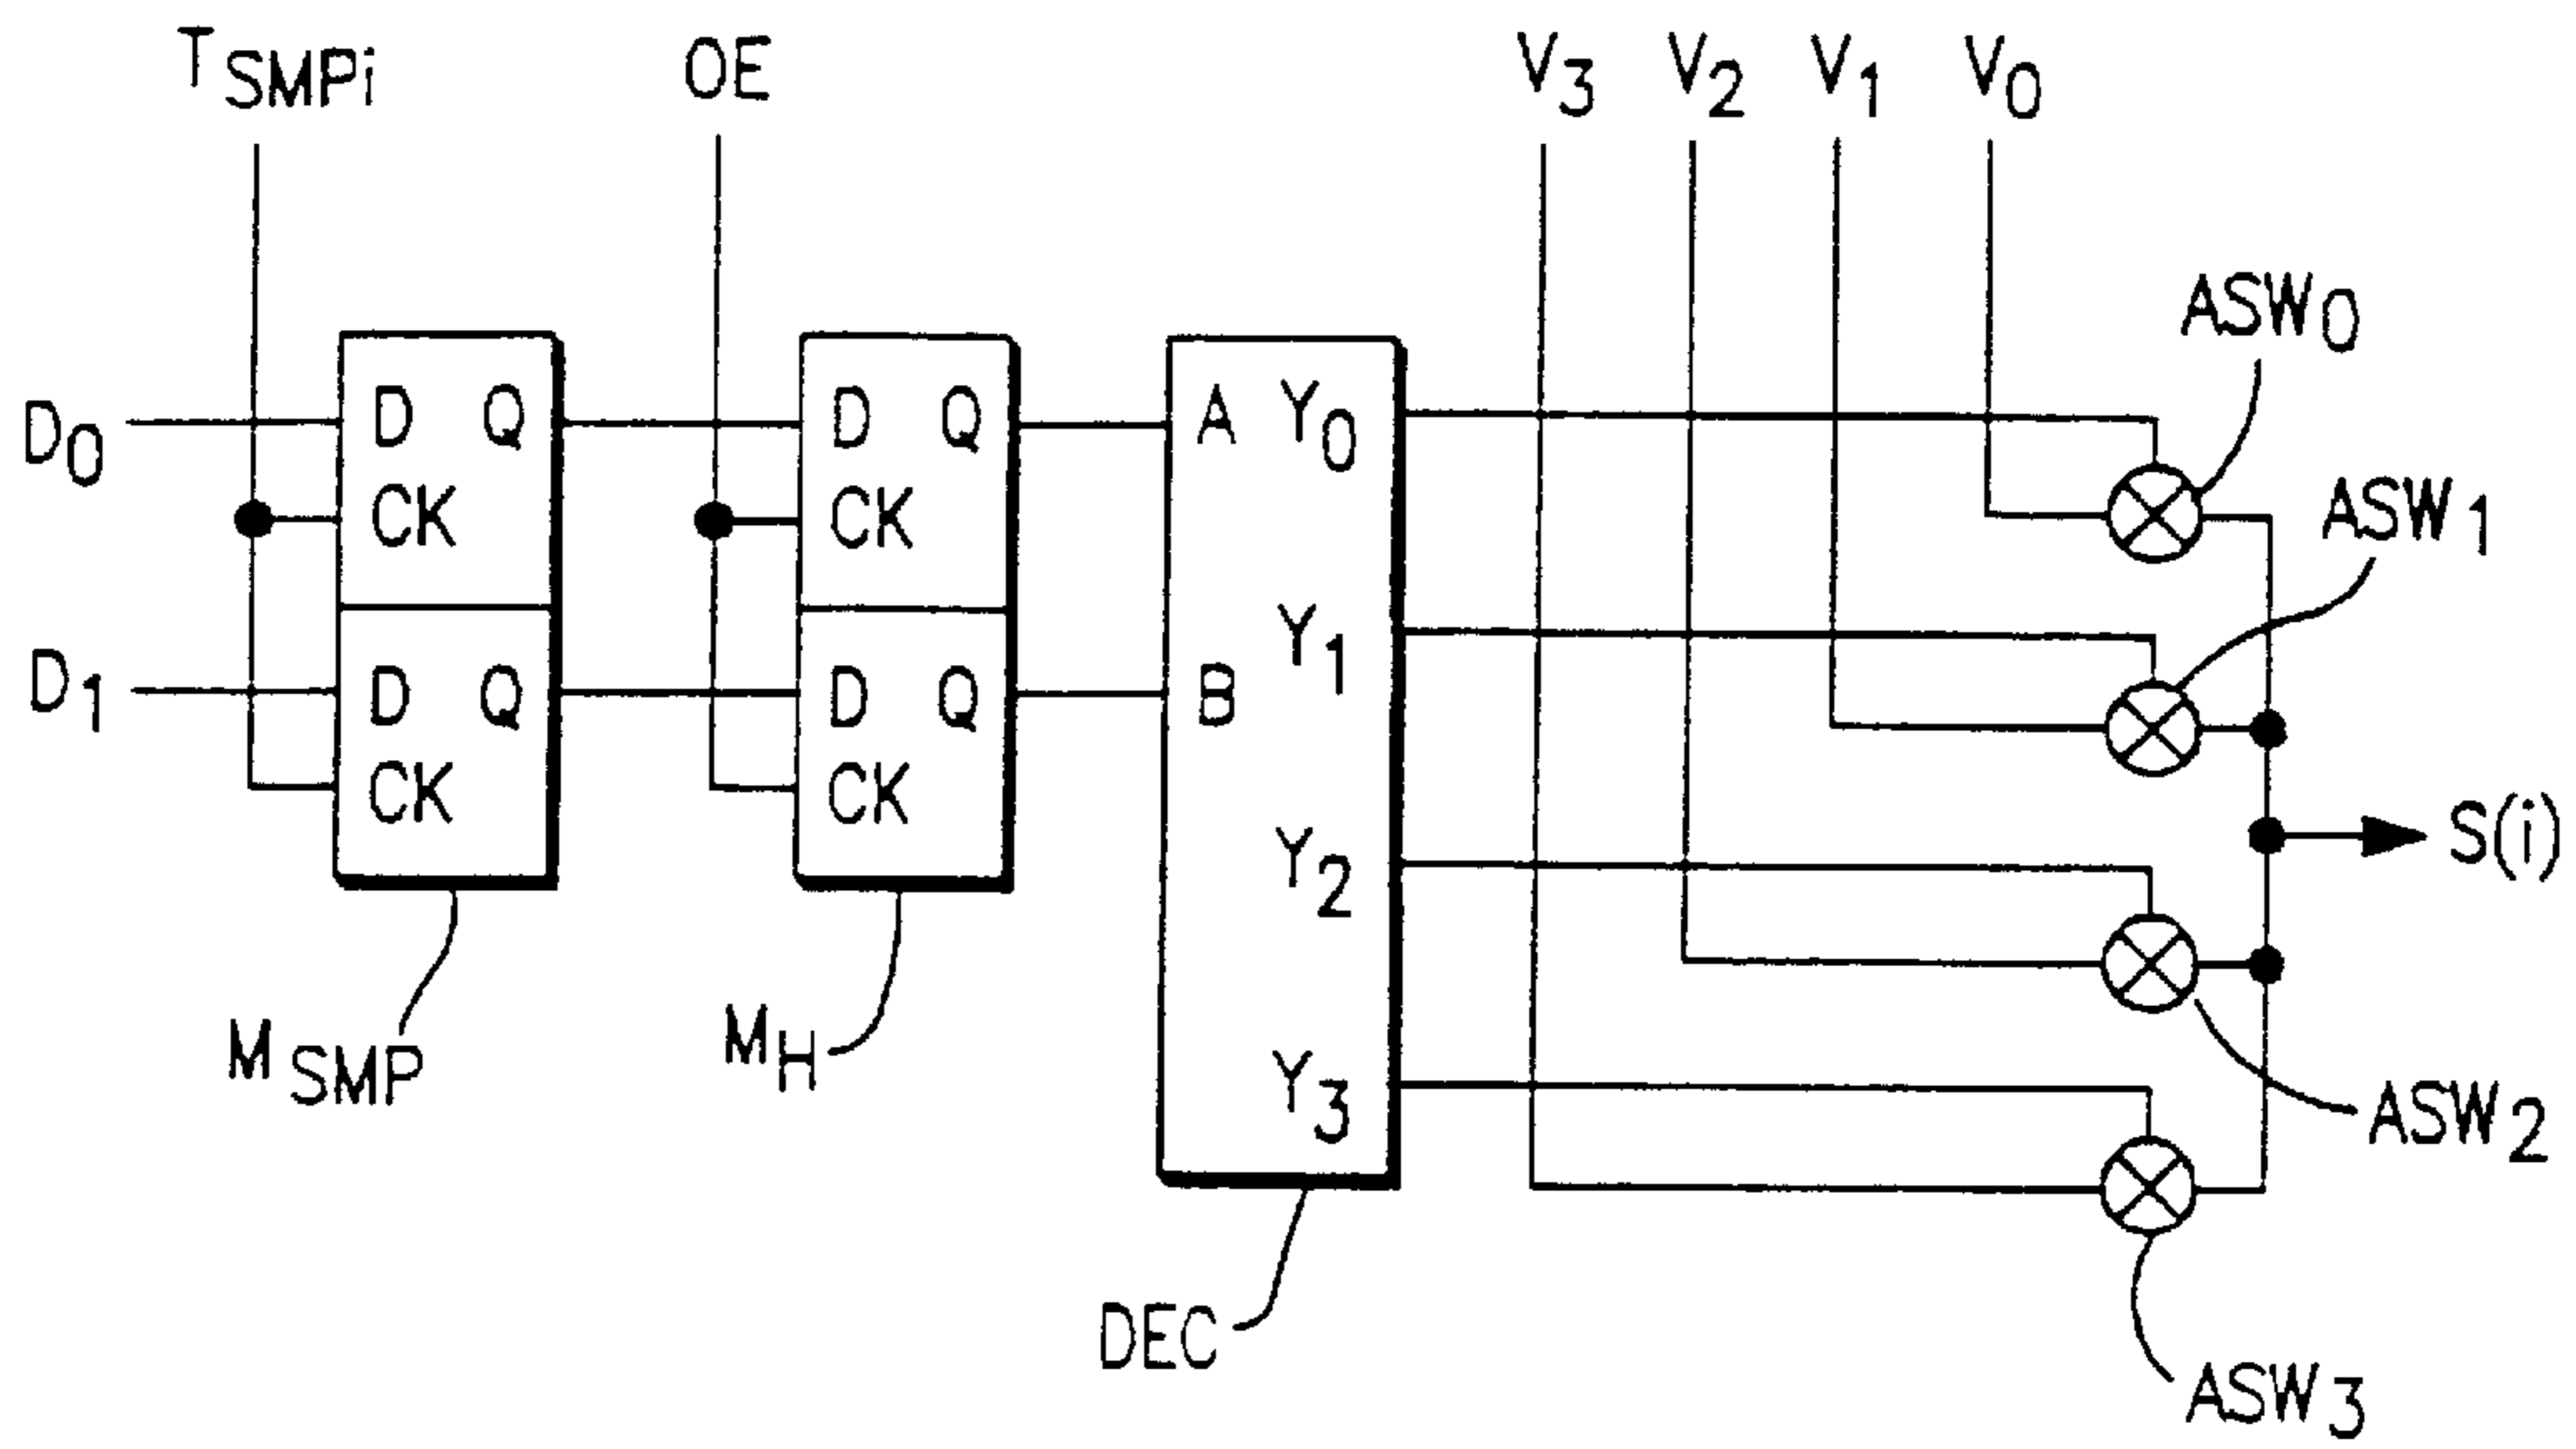 T SMPi OE V3 V2 V1 V0
ASW0
D0 D Q D Q A Y0
ASW1
CK CK
Y1
D1 D Q D Q B
CK CK
S(i)
Y2
MSMP MH
Y3
ASW2
DEC
ASW3